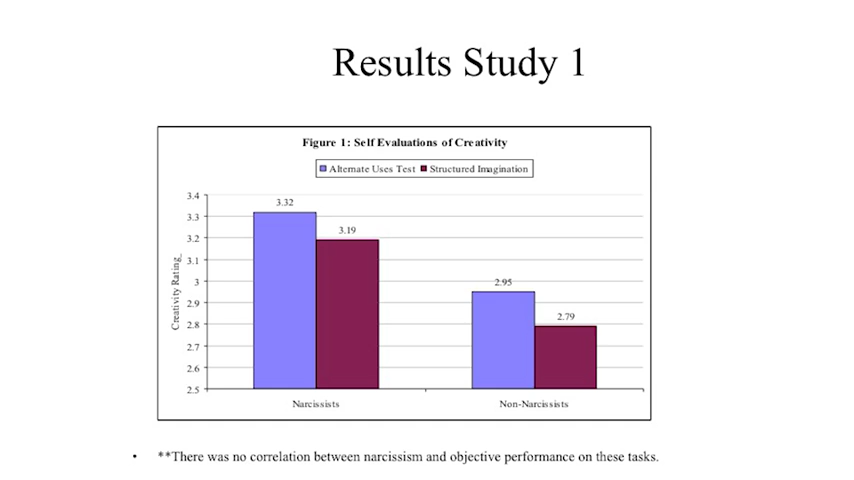 Results Study 1
Figure 1: Self Evaluations of Creativity
Alternate Uses Test Structured Imagination
3.4
3.3
3.2
3.1
3
2.9
2.8
2.7
2.6
2.5
Creativity Rating
3.32
3.19
2.95
2.79
Narcissists Non-Narcissists
• **There was no correlation between narcissism and objective performance on these tasks.